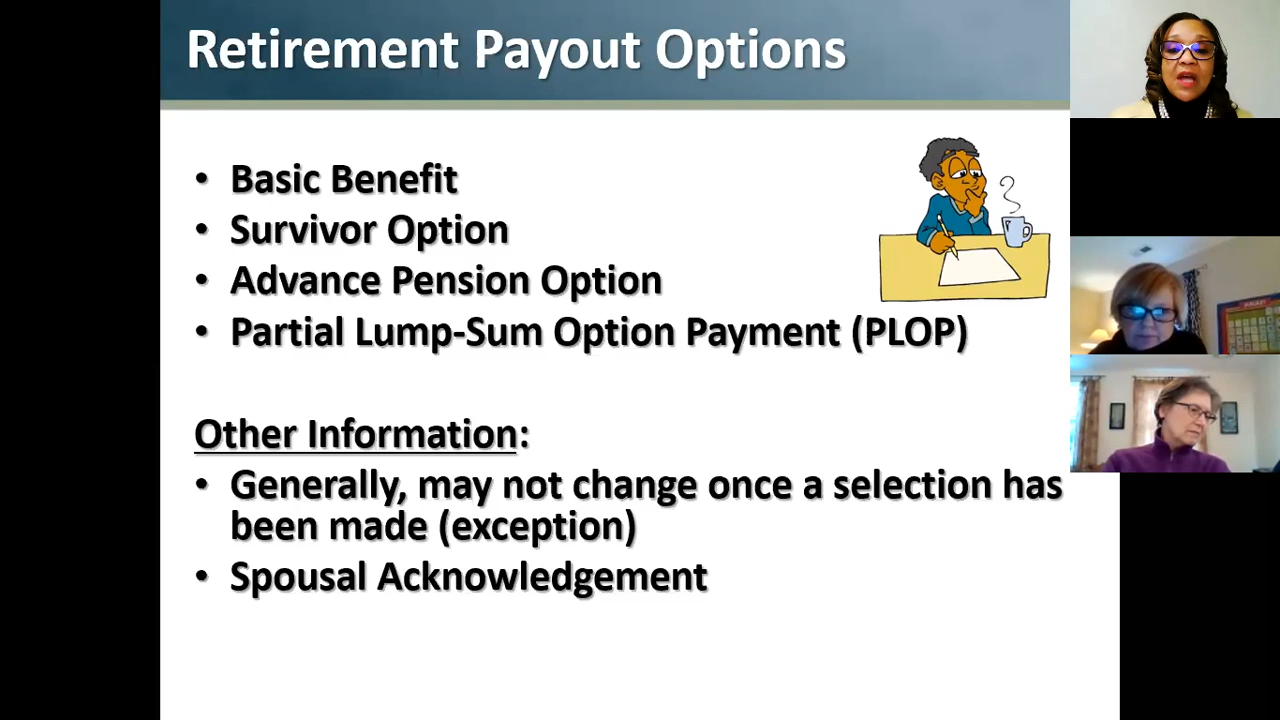 Retirement Payout Options
• Basic Benefit
• Survivor Option
• Advance Pension Option
• Partial Lump-Sum Option Payment (PLOP)
Other Information:
• Generally, may not change once a selection has
been made (exception)
• Spousal Acknowledgement